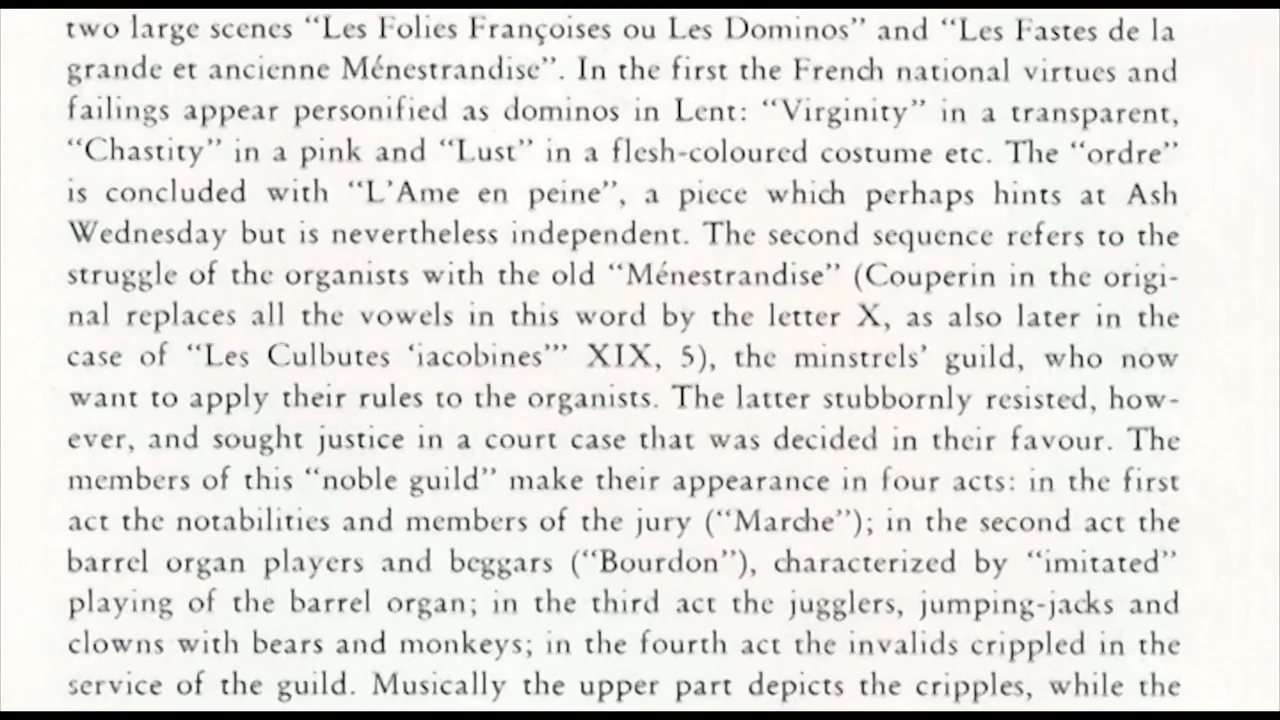 two large scenes “Les Folies Françoises ou Les Dominos” and “Les Fastes de la
grande et ancienne Ménestrandise”. In the first the French national virtues and
failings appear personified as dominos in Lent: “Virginity” in a transparent,
“Chastity” in a pink and “Lust” in a flesh-coloured costume etc. The “ordre”
is concluded with “L’Ame en peine”, a piece which perhaps hints at Ash
Wednesday but is nevertheless independent. The second sequence refers to the
struggle of the organists with the old “Ménestrandise” (Couperin in the origi-
nal replaces all the vowels in this word by the letter X, as also later in the
case of “Les Culbutes ‘iacobines’” XIX, 5), the minstrels’ guild, who now
want to apply their rules to the organists. The latter stubbornly resisted, how-
ever, and sought justice in a court case that was decided in their favour. The
members of this “noble guild” make their appearance in four acts: in the first
act the notabilities and members of the jury (“Marche”); in the second act the
barrel organ players and beggars (“Bourdon”), characterized by “imitated”
playing of the barrel organ; in the third act the jugglers, jumping-jacks and
clowns with bears and monkeys; in the fourth act the invalids crippled in the
service of the guild. Musically the upper part depicts the cripples, while the